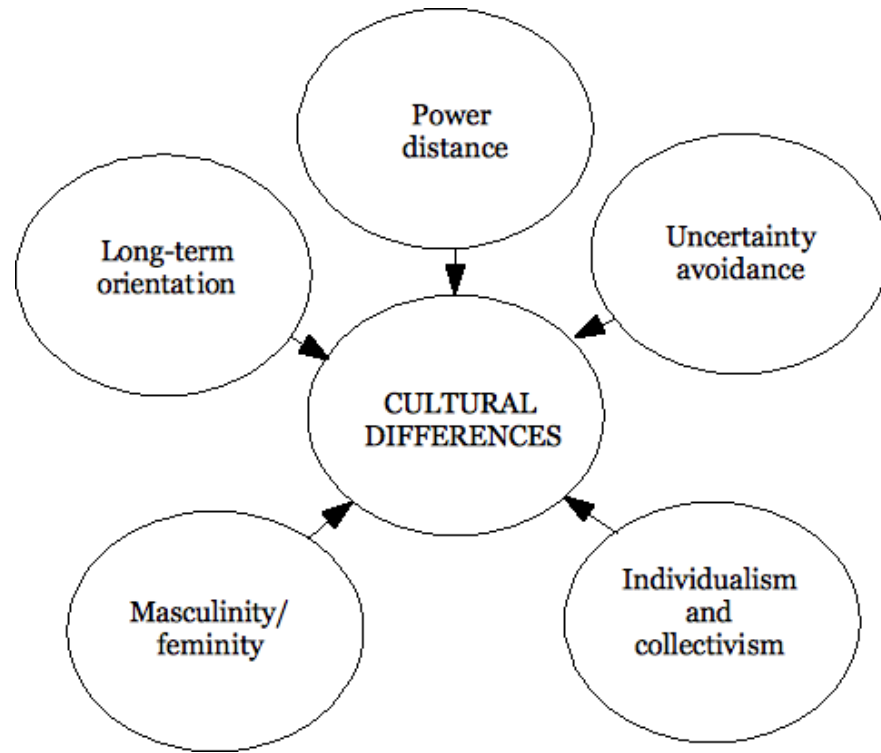 Power
distance
Uncertainty
avoidance
Long-term
orientation
CULTURAL
DIFFERENCES
Individualism
and
collectivism
Masculinity/
feminity